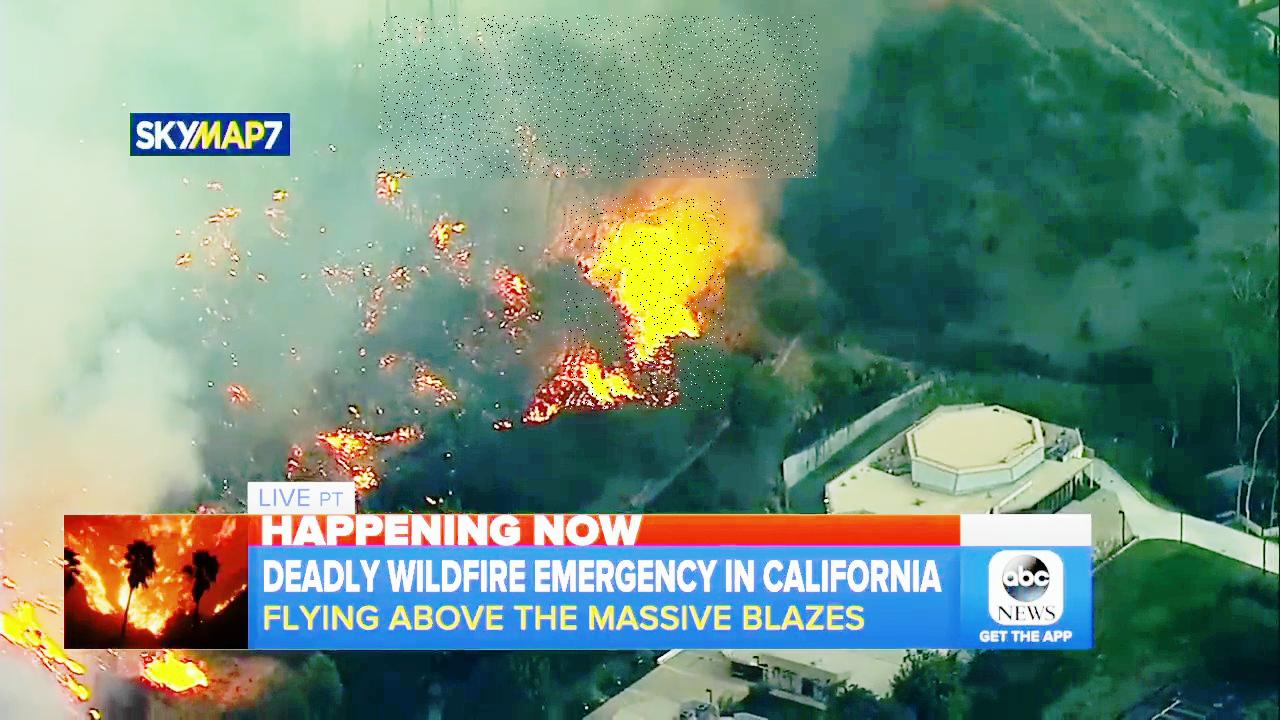 SKYMAP7
LIVE PT
HAPPENING NOW
DEADLY WILDFIRE EMERGENCY IN CALIFORNIA
FLYING ABOVE THE MASSIVE BLAZES
abc
NEWS
GET THE APP